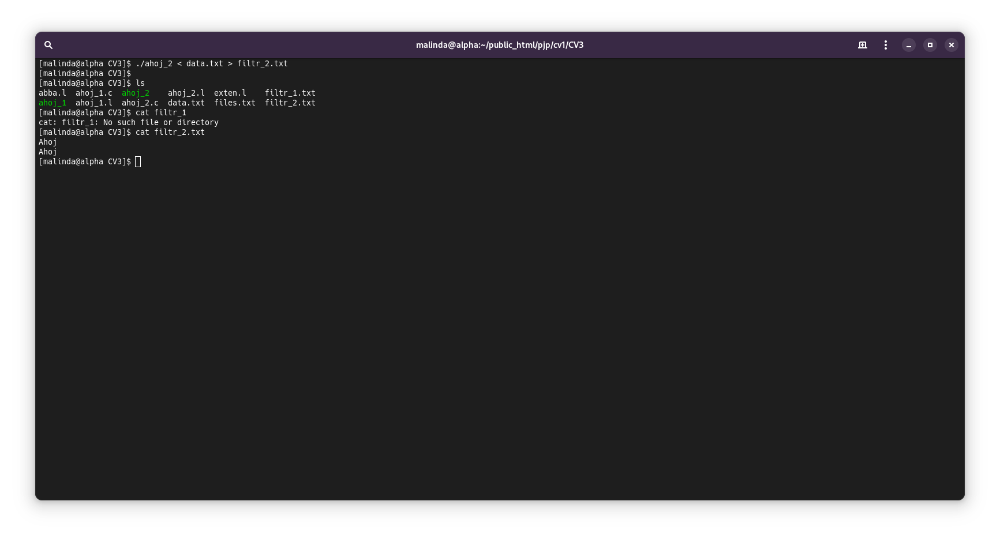 malinda@alpha:~/public_html/pjp/cv1/CV3
[malinda@alpha CV3]$ ./ahoj_2 < data.txt > filtr_2.txt
[malinda@alpha CV3]$
[malinda@alpha CV3]$ ls
abba.l  ahoj_1.c  ahoj_2    ahoj_2.l  exten.l    filtr_1.txt
ahoj_1  ahoj_1.l  ahoj_2.c  data.txt  files.txt  filtr_2.txt
[malinda@alpha CV3]$ cat filtr_1
cat: filtr_1: No such file or directory
[malinda@alpha CV3]$ cat filtr_2.txt
Ahoj
Ahoj
[malinda@alpha CV3]$